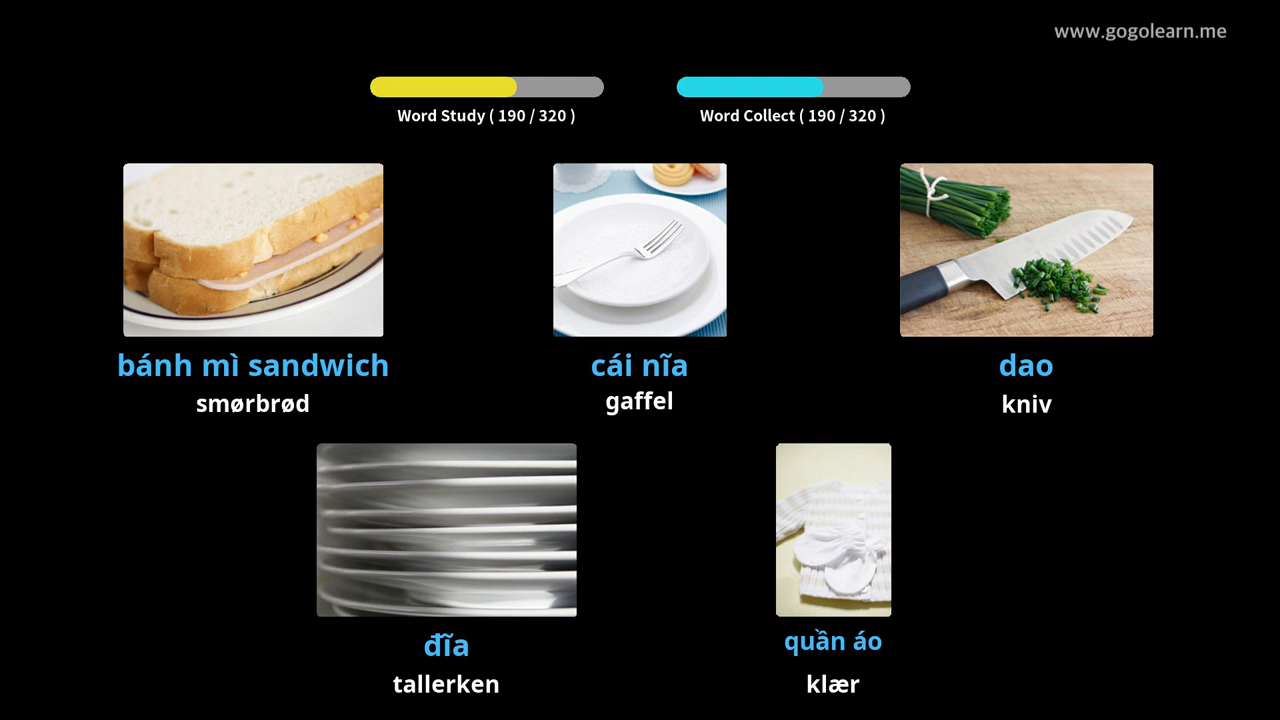 www.gogolearn.me
Word Study ( 190 / 320 )
Word Collect ( 190 / 320 )
bánh mì sandwich
smørbrød
cái nĩa
gaffel
dao
kniv
đĩa
tallerken
quần áo
klær